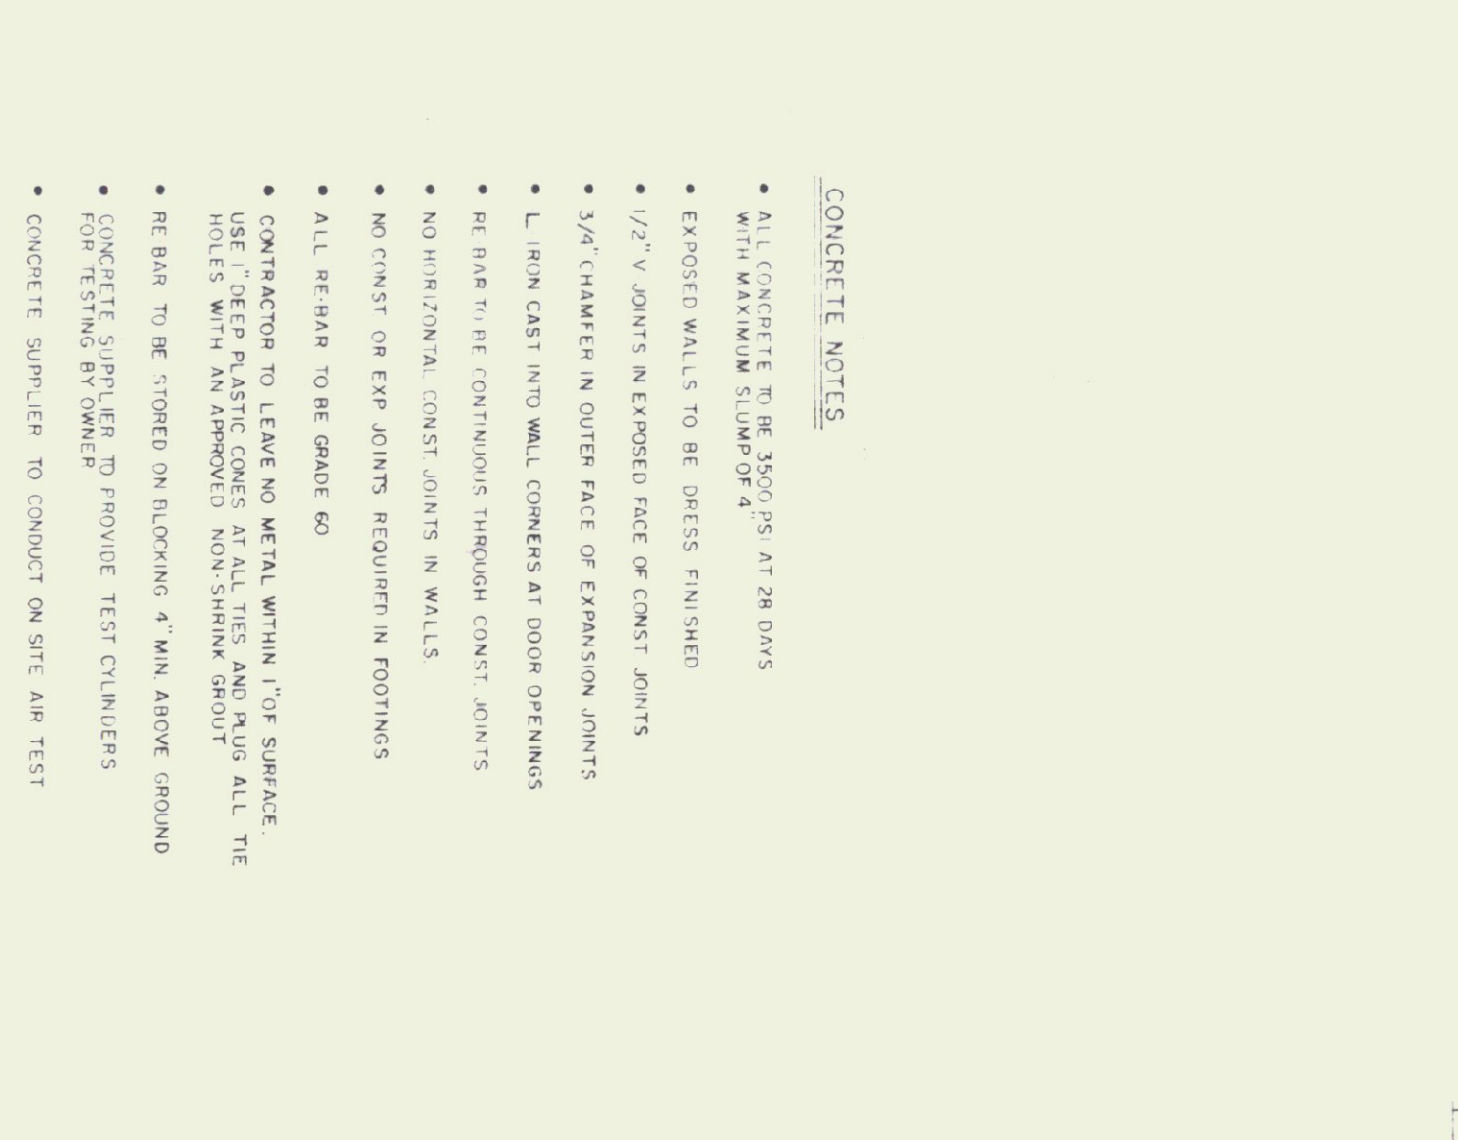 CONCRETE NOTES
• ALL CONCRETE TO BE 3500 PSI AT 28 DAYS
WITH MAXIMUM SLUMP OF 4"
• EXPOSED WALLS TO BE DRESS FINISHED
• 1/2" V JOINTS IN EXPOSED FACE OF CONST JOINTS
• 3/4" CHAMFER IN OUTER FACE OF EXPANSION JOINTS
• L IRON CAST INTO WALL CORNERS AT DOOR OPENINGS
• RE BAR TO BE CONTINUOUS THROUGH CONST. JOINTS
• NO HORIZONTAL CONST. JOINTS IN WALLS.
• NO CONST OR EXP. JOINTS REQUIRED IN FOOTINGS
• ALL RE-BAR TO BE GRADE 60
• CONTRACTOR TO LEAVE NO METAL WITHIN 1" OF SURFACE.
USE 1" DEEP PLASTIC CONES AT ALL TIES AND PLUG ALL TIE
HOLES WITH AN APPROVED NON-SHRINK GROUT
• RE BAR TO BE STORED ON BLOCKING 4" MIN. ABOVE GROUND
• CONCRETE SUPPLIER TO PROVIDE TEST CYLINDERS
FOR TESTING BY OWNER
• CONCRETE SUPPLIER TO CONDUCT ON SITE AIR TEST